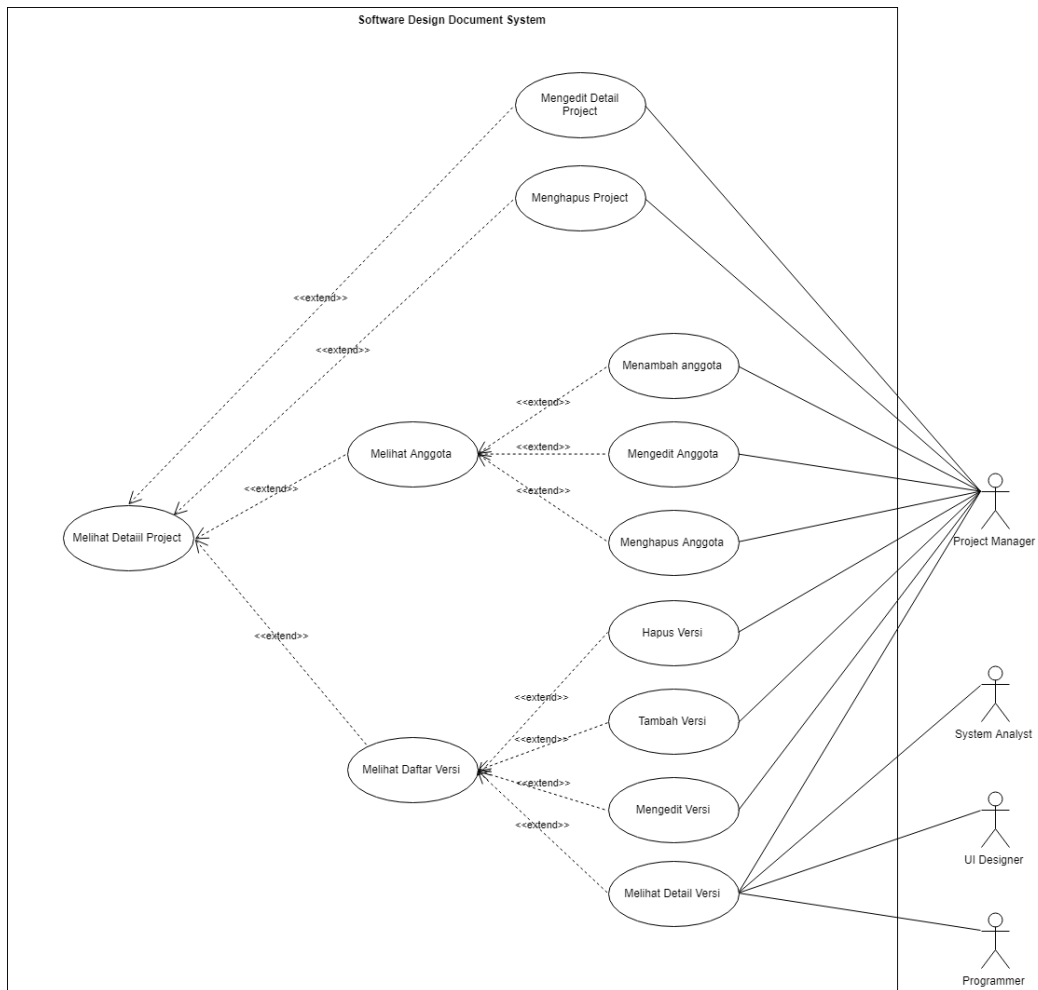 Software Design Document System
Mengedit Detail
Project
Menghapus Project
<<extend>>
<<extend>>
Menambah anggota
<<extend>>
Melihat Anggota
<<extend>>
Mengedit Anggota
<<extend>>
<<extend>>
Melihat Detaiil Project
Menghapus Anggota
Project Manager
<<extend>>
Hapus Versi
<<extend>>
Tambah Versi
System Analyst
<<extend>>
Melihat Daftar Versi
<<extend>>
Mengedit Versi
<<extend>>
UI Designer
Melihat Detail Versi
Programmer